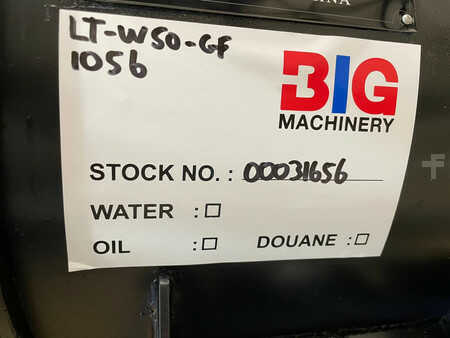 LT-W50-GF
1056
BIG
MACHINERY
STOCK NO. : 00031656
WATER : ☐
OIL : ☐ DOUANE : ☐